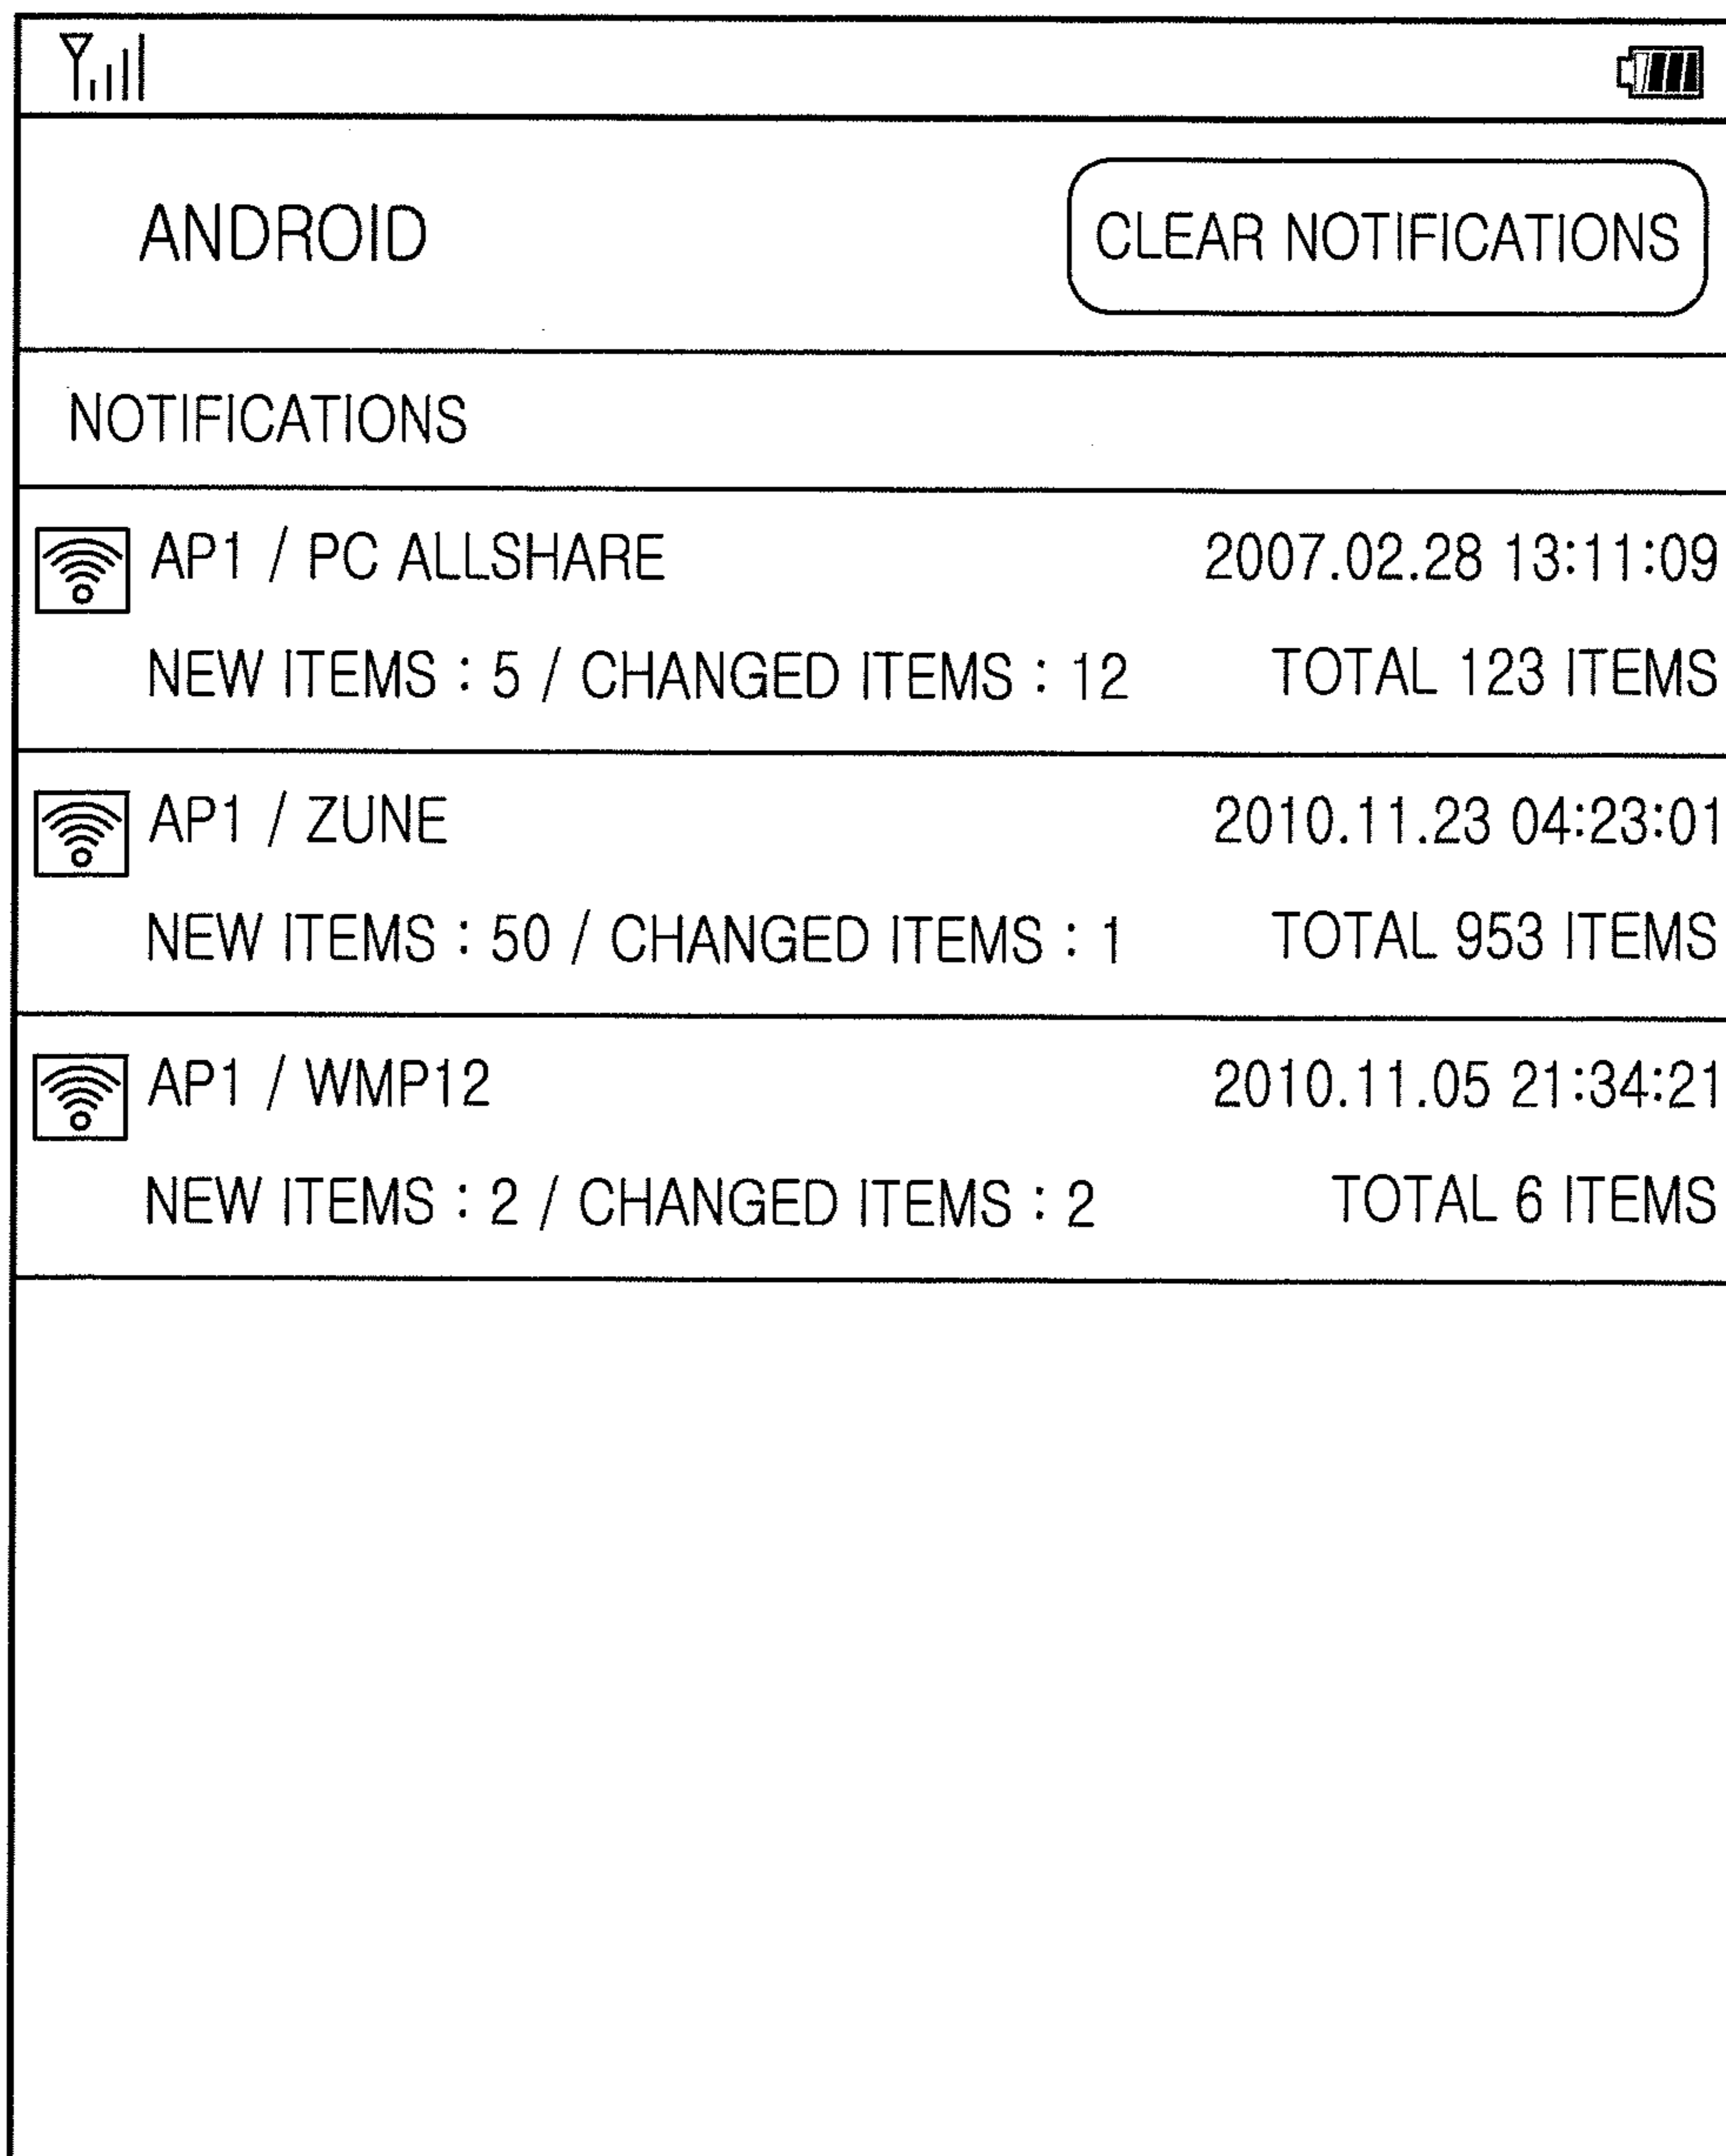 ANDROID CLEAR NOTIFICATIONS
NOTIFICATIONS
AP1 / PC ALLSHARE 2007.02.28 13:11:09
NEW ITEMS : 5 / CHANGED ITEMS : 12 TOTAL 123 ITEMS
AP1 / ZUNE 2010.11.23 04:23:01
NEW ITEMS : 50 / CHANGED ITEMS : 1 TOTAL 953 ITEMS
AP1 / WMP12 2010.11.05 21:34:21
NEW ITEMS : 2 / CHANGED ITEMS : 2 TOTAL 6 ITEMS